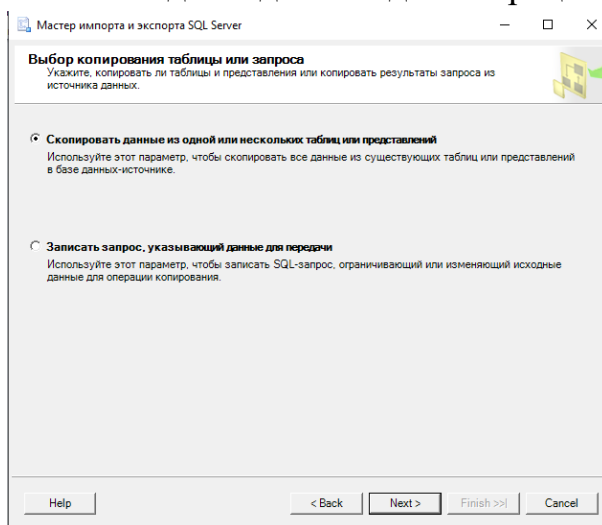 Мастер импорта и экспорта SQL Server
Выбор копирования таблицы или запроса
Укажите, копировать ли таблицы и представления или копировать результаты запроса из
источника данных.
Скопировать данные из одной или нескольких таблиц или представлений
Используйте этот параметр, чтобы скопировать все данные из существующих таблиц или представлений
в базе данных-источнике.
Записать запрос, указывающий данные для передачи
Используйте этот параметр, чтобы записать SQL-запрос, ограничивающий или изменяющий исходные
данные для операции копирования.
Help < Back Next > Finish >>| Cancel